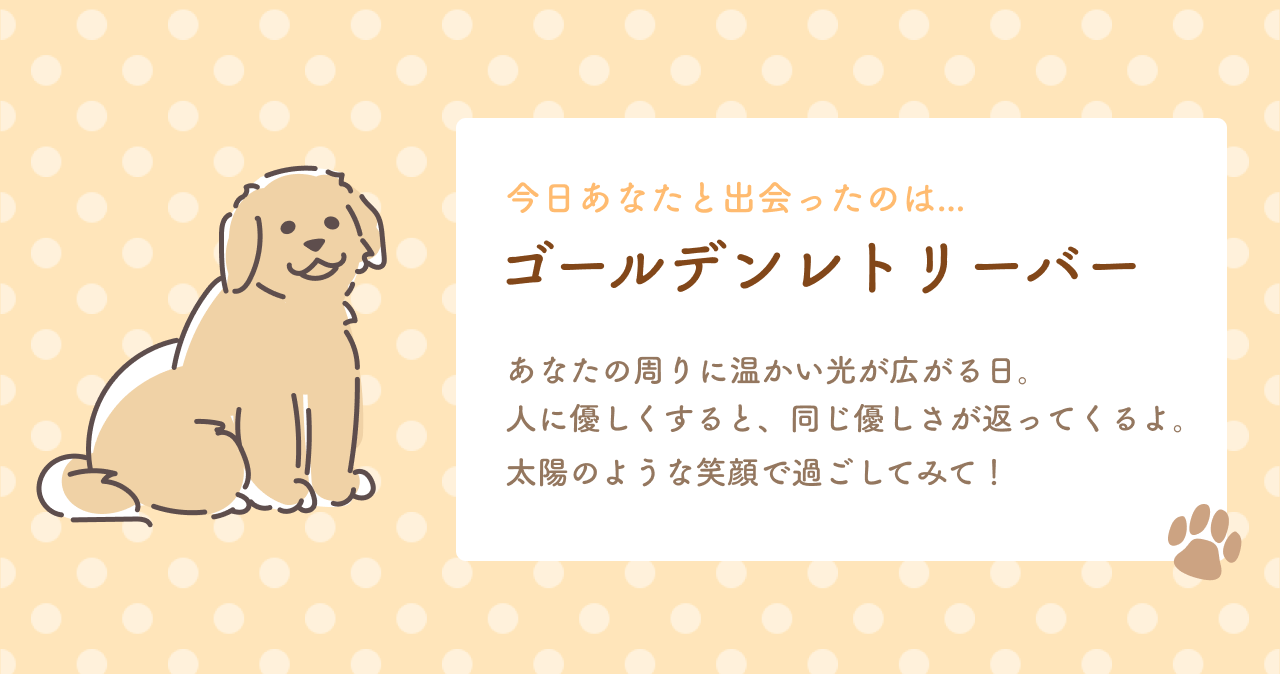 今日あなたと出会ったのは...
ゴールデンレトリーバー
あなたの周りに温かい光が広がる日。
人に優しくすると、同じ優しさが返ってくるよ。
太陽のような笑顔で過ごしてみて！